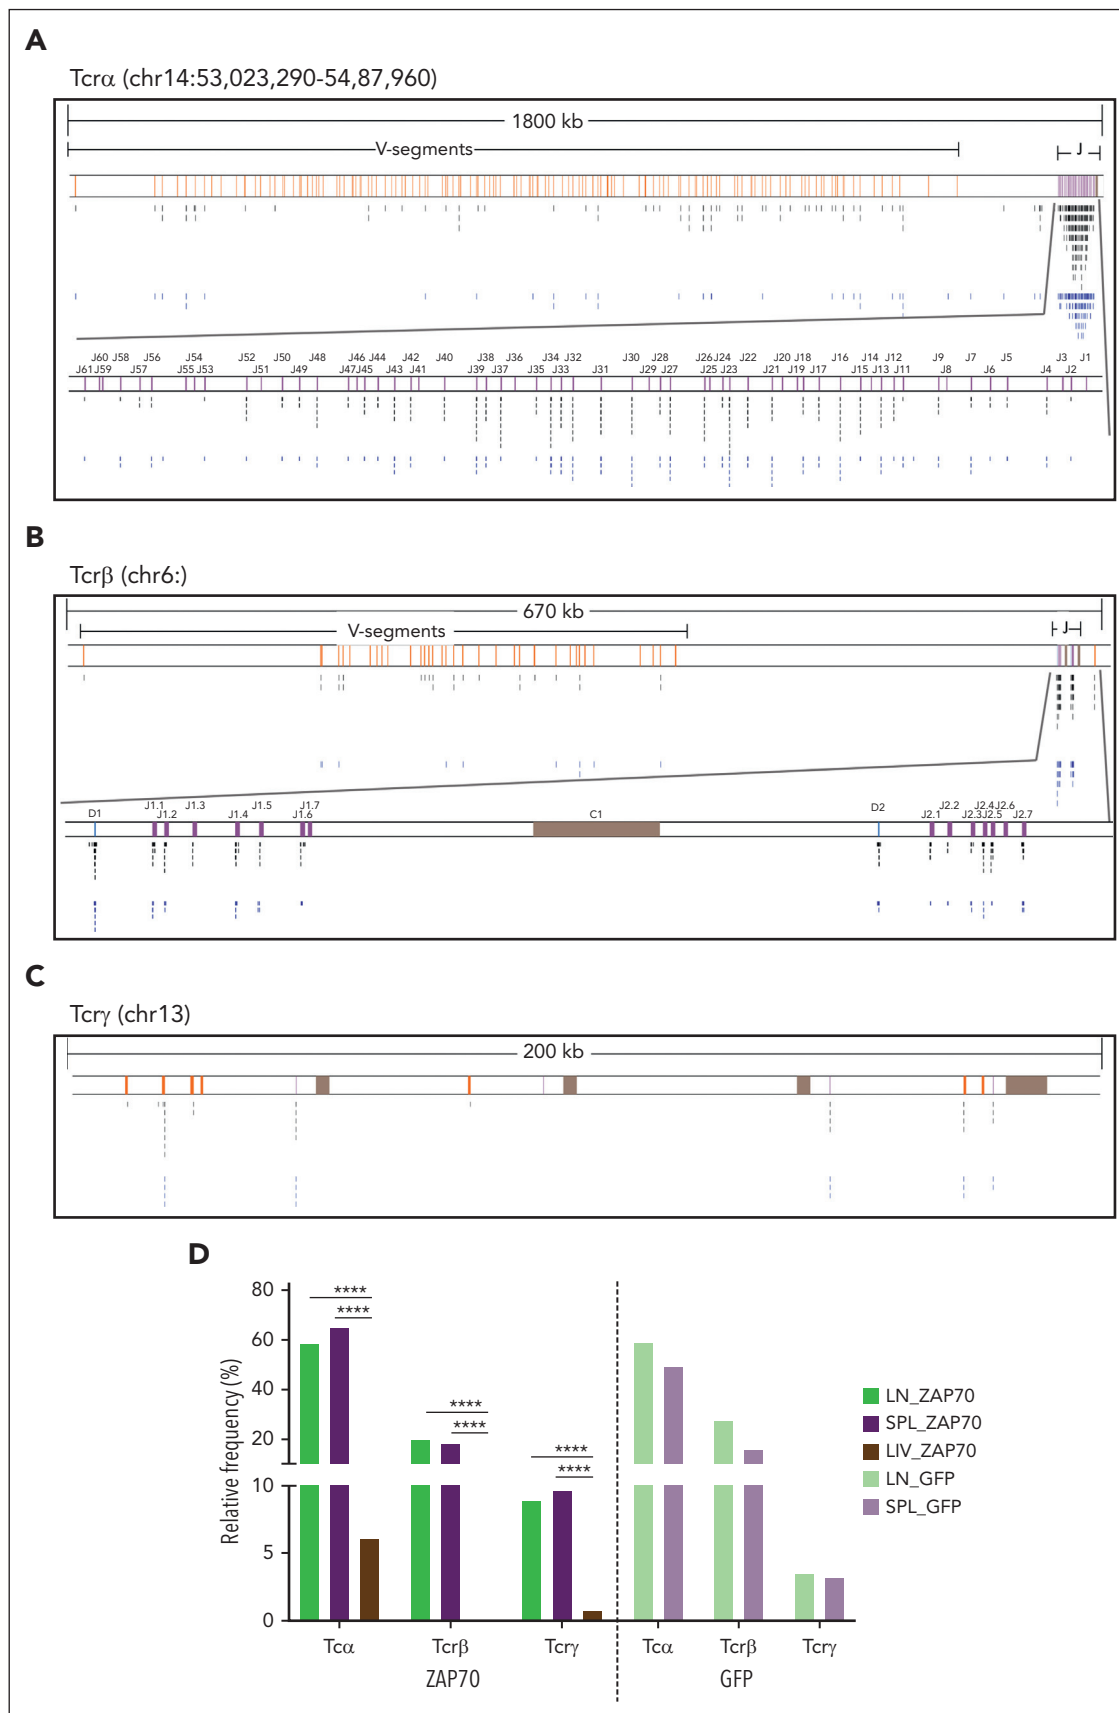 A
Tcrα (chr14:53,023,290-54,87,960)
1800 kb
V-segments
J
J60 J58 J56 J54 J52 J50 J48 J46 J44 J42 J40 J38 J36 J34 J32 J30 J28 J26 J24 J22 J20 J18 J16 J14 J12 J9 J7 J5 J3 J1
J61 J59 J57 J55 J53 J51 J49 J47 J45 J43 J41 J39 J37 J35 J33 J31 J29 J27 J25 J23 J21 J19 J17 J15 J13 J11 J8 J6 J4 J2
B
Tcrβ (chr6:)
670 kb
V-segments
J
J1.1 J1.3 J1.5 J1.7 J2.2 J2.4 J2.6
D1 J1.2 J1.4 J1.6 C1 D2 J2.1 J2.3 J2.5 J2.7
C
Tcrγ (chr13)
200 kb
D
Relative frequency (%)
80
60
40
20
10
5
0
****
****
****
****
****
****
Tcα Tcrβ Tcrγ Tcα Tcrβ Tcrγ
ZAP70 GFP
LN_ZAP70
SPL_ZAP70
LIV_ZAP70
LN_GFP
SPL_GFP